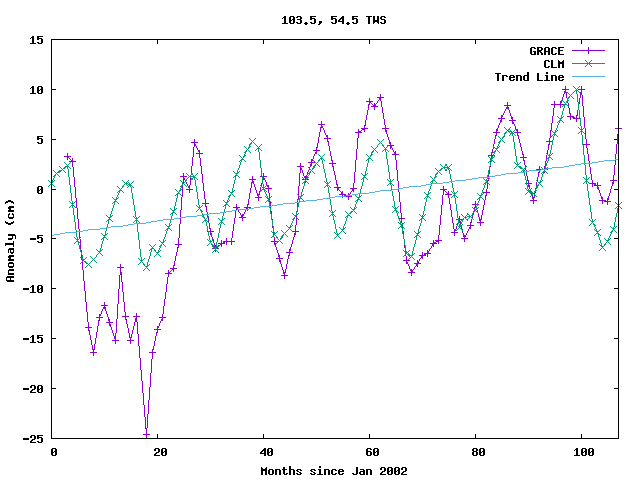 103.5, 54.5 TWS
GRACE
CLM
Trend Line
15
10
5
0
-5
-10
-15
-20
-25
Anomaly (cm)
0 20 40 60 80 100
Months since Jan 2002